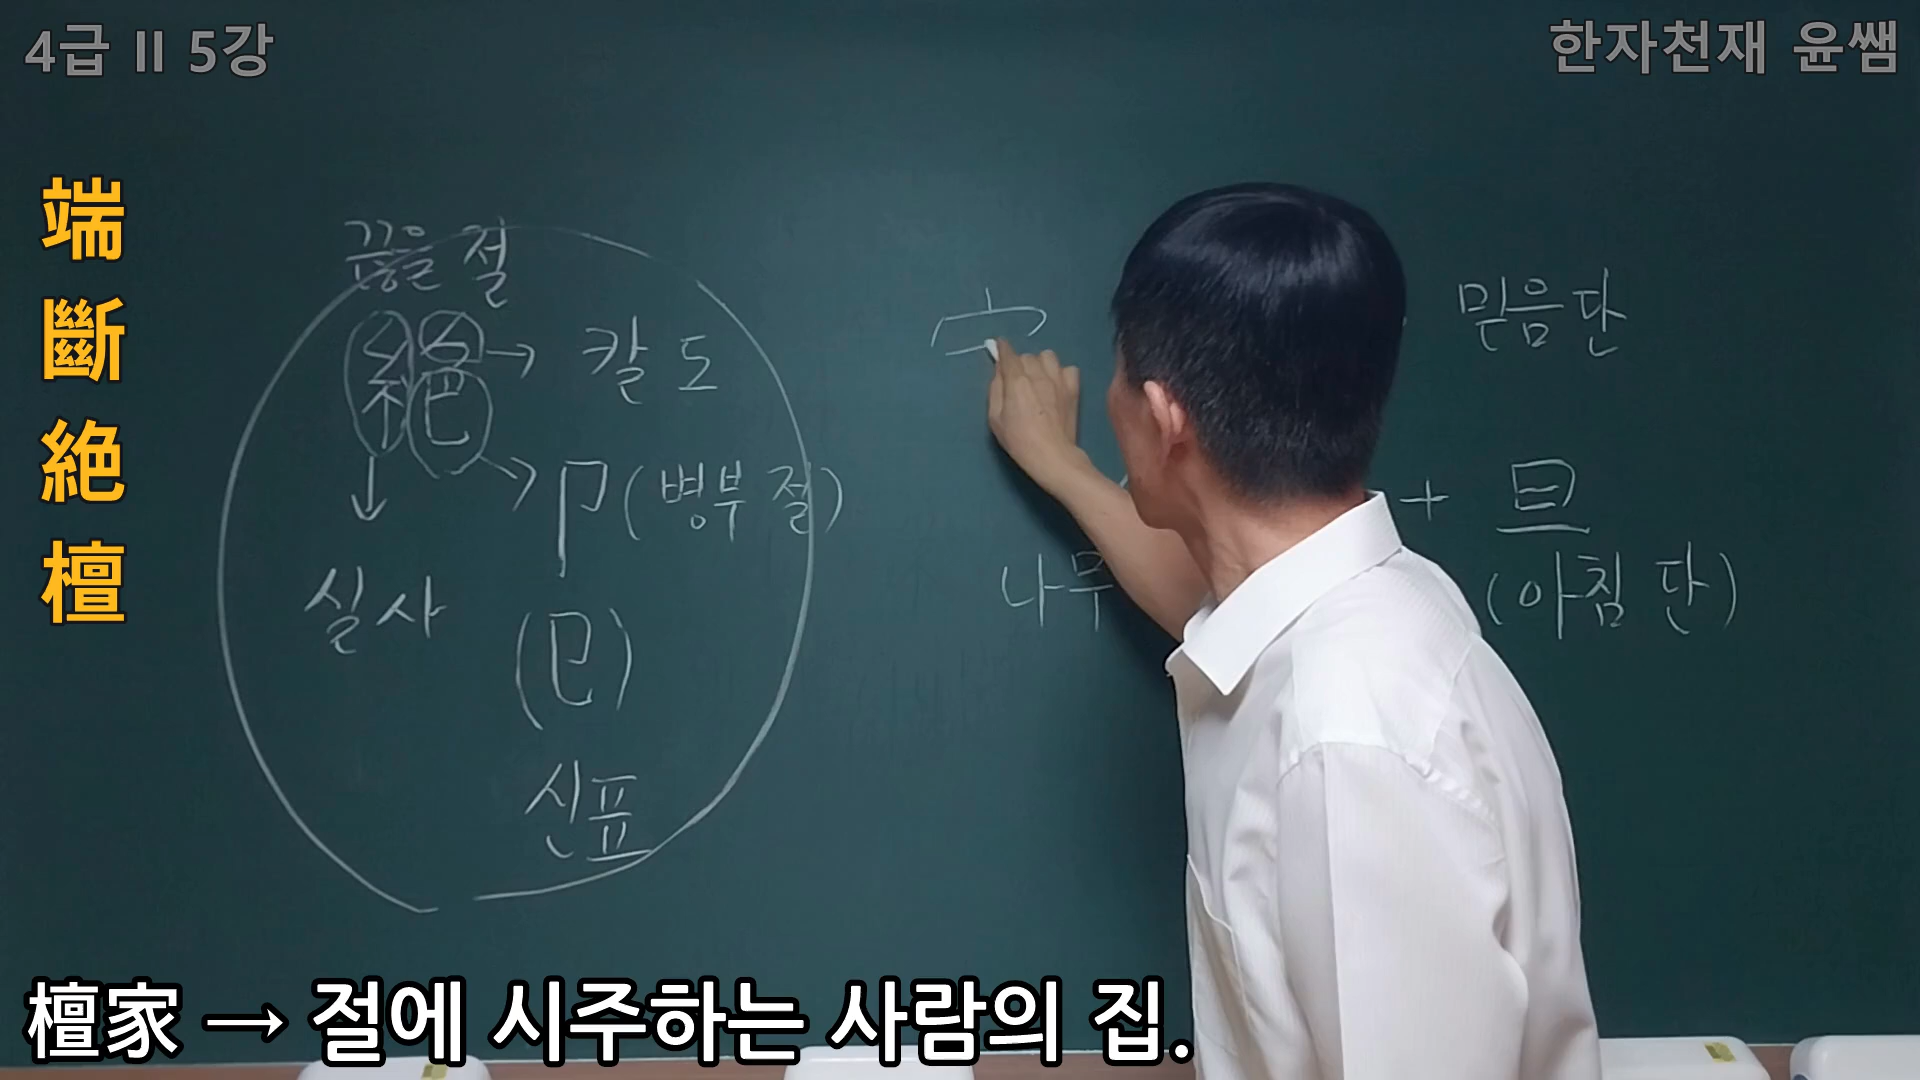 4급 II 5강
한자천재 윤쌤
端
斷
絶
檀
끊을 절
絶
칼 도
卩(병부 절)
실사
(㔾)
신표
宀
믿음단
나무
+ 旦
(아침 단)
檀家 → 절에 시주하는 사람의 집.